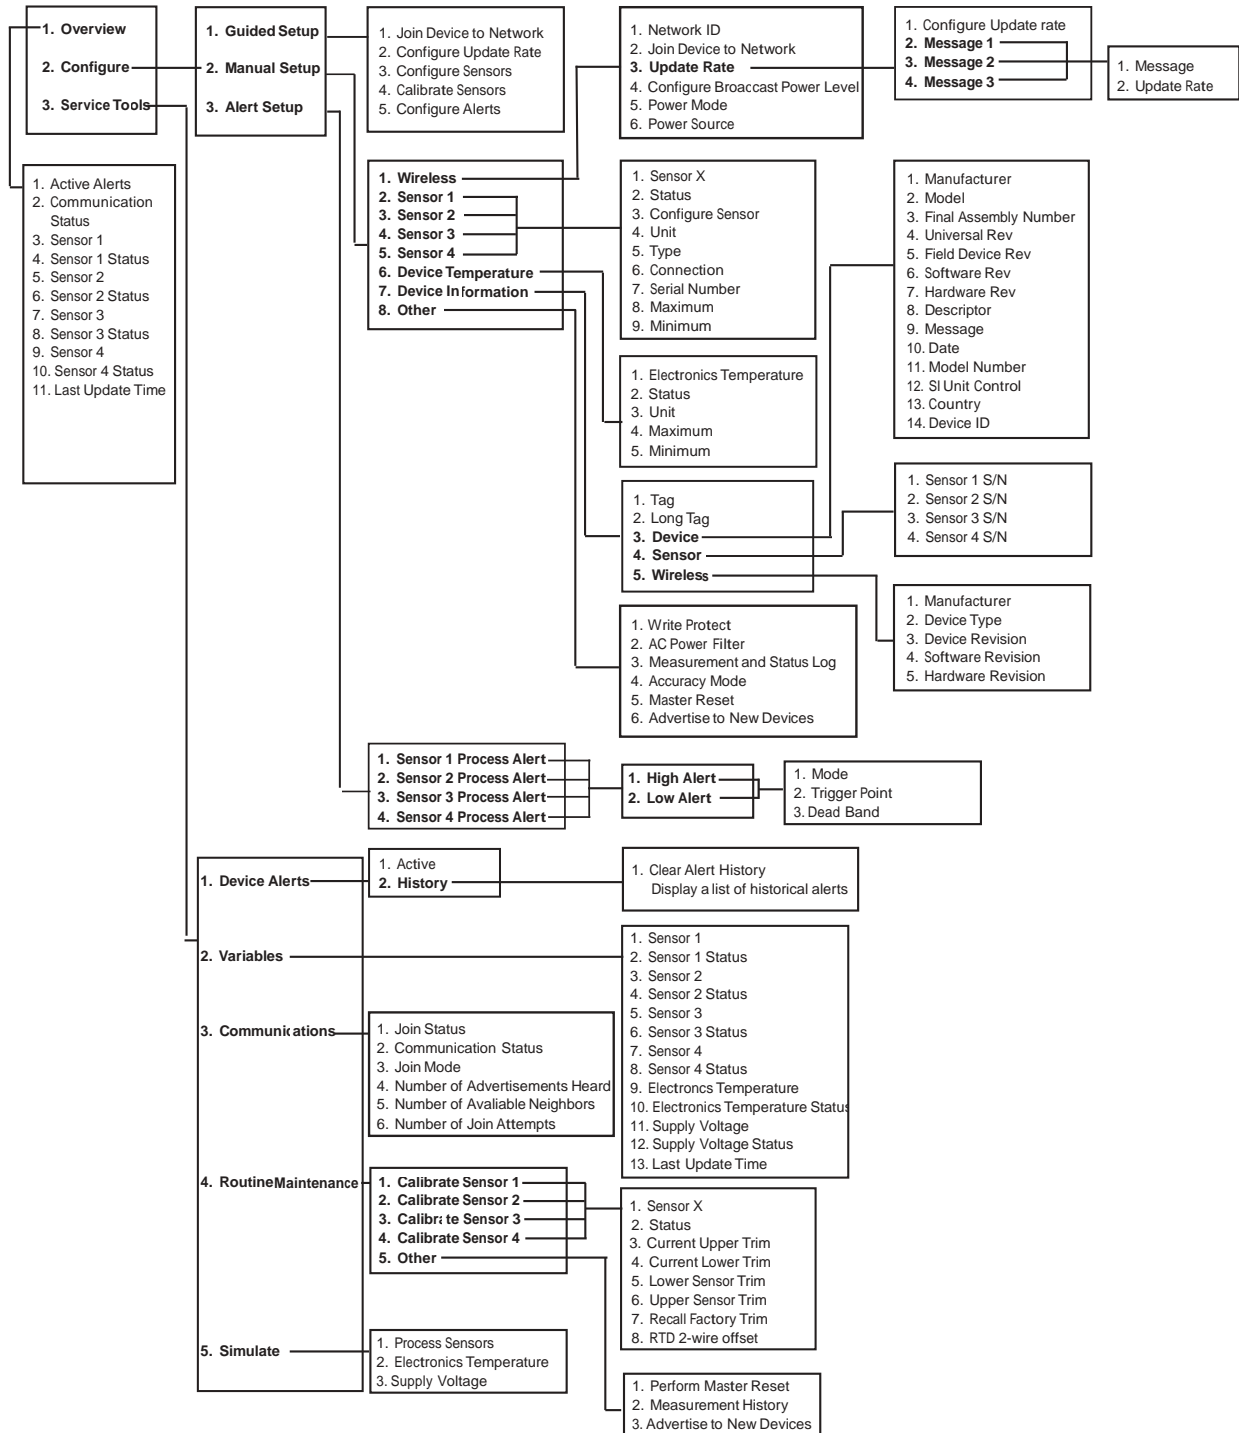 1. Overview
2. Configure
3. Service Tools
1. Active Alerts
2. Communication
Status
3. Sensor 1
4. Sensor 1 Status
5. Sensor 2
6. Sensor 2 Status
7. Sensor 3
8. Sensor 3 Status
9. Sensor 4
10. Sensor 4 Status
11. Last Update Time
1. Guided Setup
2. Manual Setup
3. Alert Setup
1. Join Device to Network
2. Configure Update Rate
3. Configure Sensors
4. Calibrate Sensors
5. Configure Alerts
1. Network ID
2. Join Device to Network
3. Update Rate
4. Configure Broaccast Power Level
5. Power Mode
6. Power Source
1. Configure Update rate
2. Message 1
3. Message 2
4. Message 3
1. Message
2. Update Rate
1. Wireless
2. Sensor 1
3. Sensor 2
4. Sensor 3
5. Sensor 4
6. Device Temperature
7. Device Information
8. Other
1. Sensor X
2. Status
3. Configure Sensor
4. Unit
5. Type
6. Connection
7. Serial Number
8. Maximum
9. Minimum
1. Manufacturer
2. Model
3. Final Assembly Number
4. Universal Rev
5. Field Device Rev
6. Software Rev
7. Hardware Rev
8. Descriptor
9. Message
10. Date
11. Model Number
12. SI Unit Control
13. Country
14. Device ID
1. Electronics Temperature
2. Status
3. Unit
4. Maximum
5. Minimum
1. Tag
2. Long Tag
3. Device
4. Sensor
5. Wireless
1. Sensor 1 S/N
2. Sensor 2 S/N
3. Sensor 3 S/N
4. Sensor 4 S/N
1. Manufacturer
2. Device Type
3. Device Revision
4. Software Revision
5. Hardware Revision
1. Write Protect
2. AC Power Filter
3. Measurement and Status Log
4. Accuracy Mode
5. Master Reset
6. Advertise to New Devices
1. Sensor 1 Process Alert
2. Sensor 2 Process Alert
3. Sensor 3 Process Alert
4. Sensor 4 Process Alert
1. High Alert
2. Low Alert
1. Mode
2. Trigger Point
3. Dead Band
1. Device Alerts
2. Variables
3. Communications
4. Routine Maintenance
5. Simulate
1. Active
2. History
1. Clear Alert History
Display a list of historical alerts
1. Sensor 1
2. Sensor 1 Status
3. Sensor 2
4. Sensor 2 Status
5. Sensor 3
6. Sensor 3 Status
7. Sensor 4
8. Sensor 4 Status
9. Electroncs Temperature
10. Electronics Temperature Status
11. Supply Voltage
12. Supply Voltage Status
13. Last Update Time
1. Join Status
2. Communication Status
3. Join Mode
4. Number of Advertisements Heard
5. Number of Avaliable Neighbors
6. Number of Join Attempts
1. Calibrate Sensor 1
2. Calibrate Sensor 2
3. Calibrate Sensor 3
4. Calibrate Sensor 4
5. Other
1. Sensor X
2. Status
3. Current Upper Trim
4. Current Lower Trim
5. Lower Sensor Trim
6. Upper Sensor Trim
7. Recall Factory Trim
8. RTD 2-wire offset
1. Process Sensors
2. Electronics Temperature
3. Supply Voltage
1. Perform Master Reset
2. Measurement History
3. Advertise to New Devices